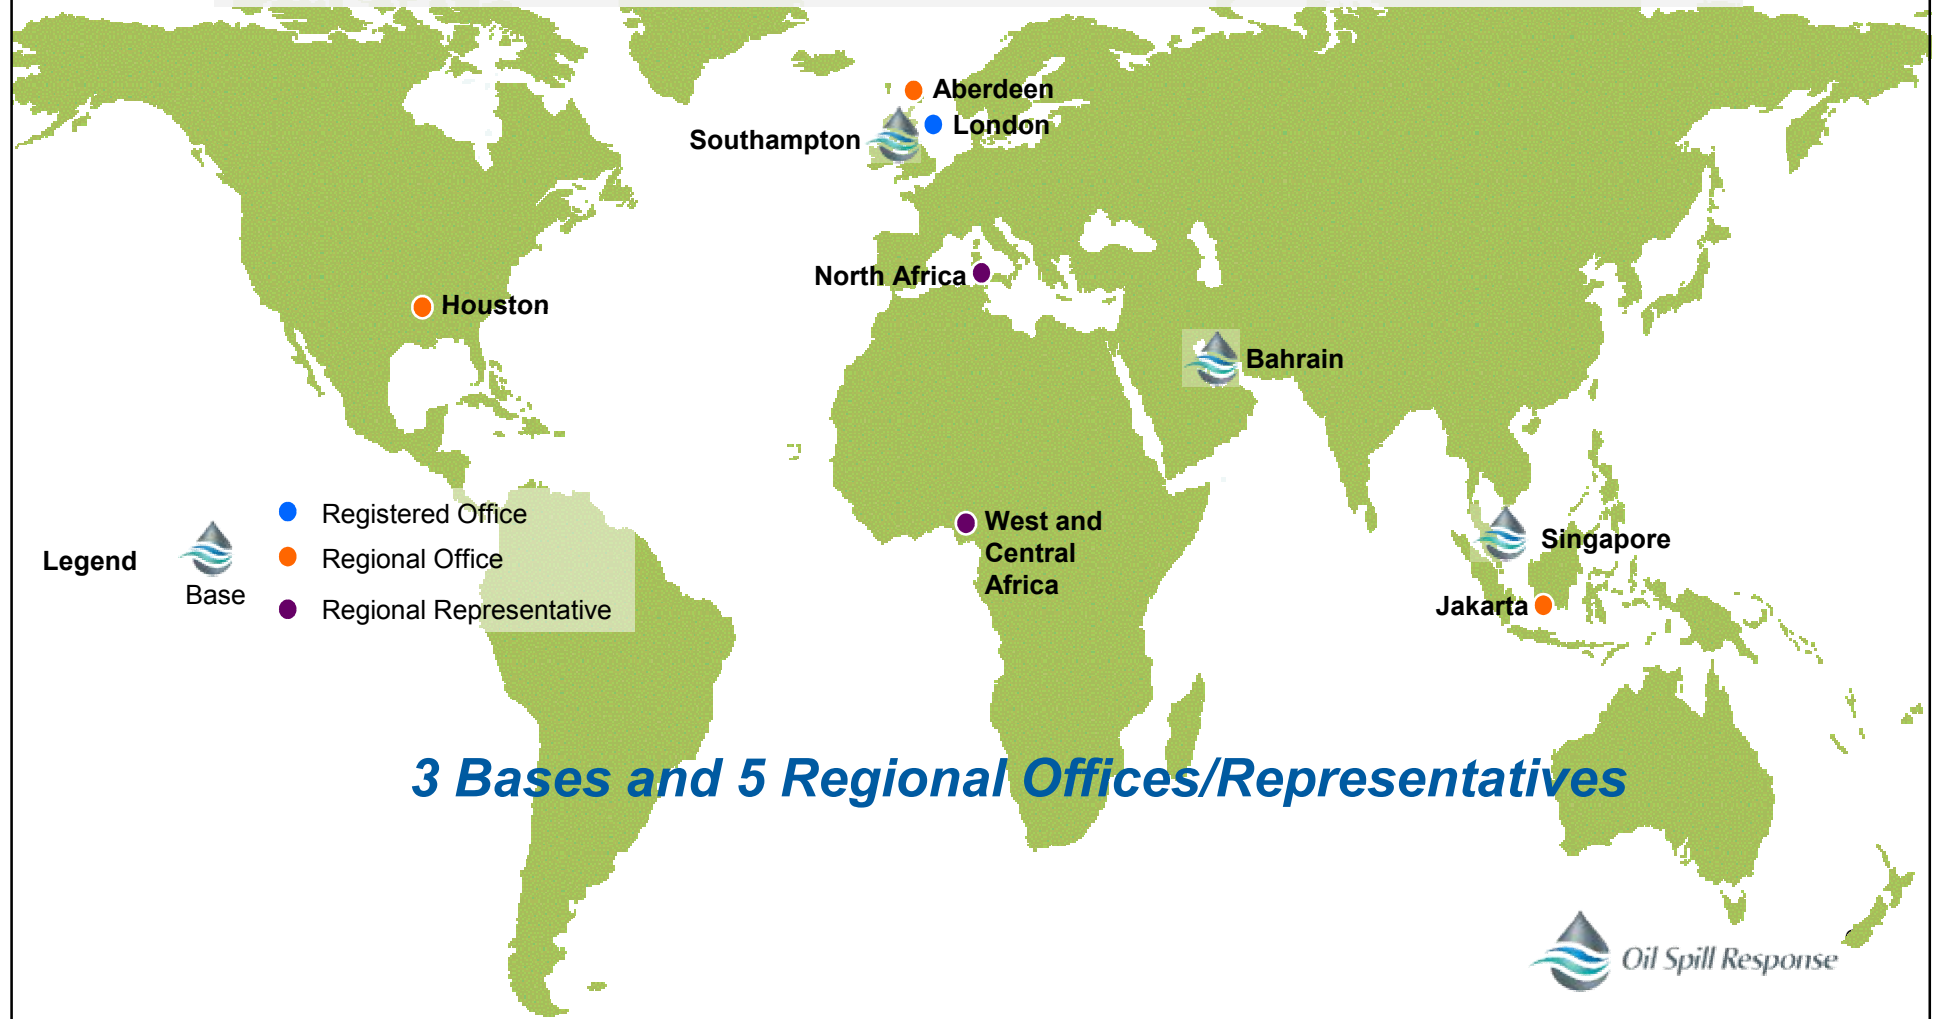 Aberdeen
London
Southampton
North Africa
Houston
Bahrain
Registered Office
West and
Central
Africa
Singapore
Legend
Regional Office
Base
Regional Representative
Jakarta
3 Bases and 5 Regional Offices/Representatives
Oil Spill Response